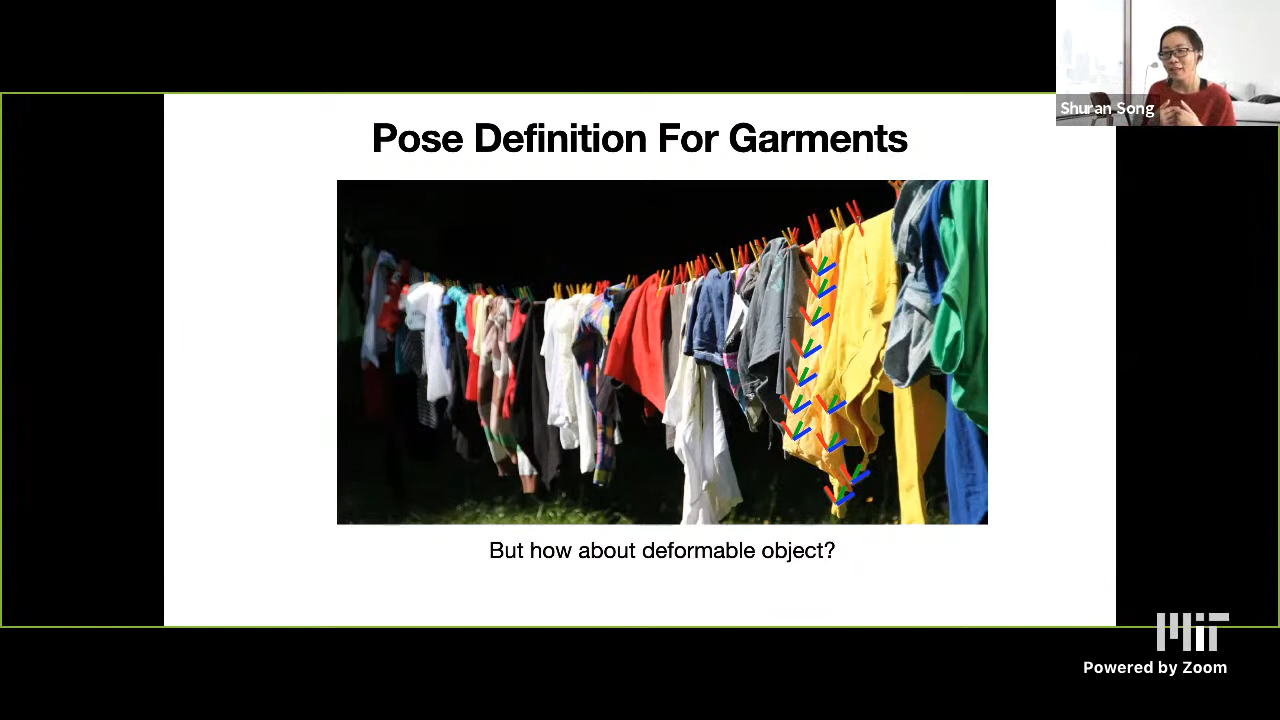 Shuran Song
Pose Definition For Garments
But how about deformable object?
MIT
Powered by Zoom